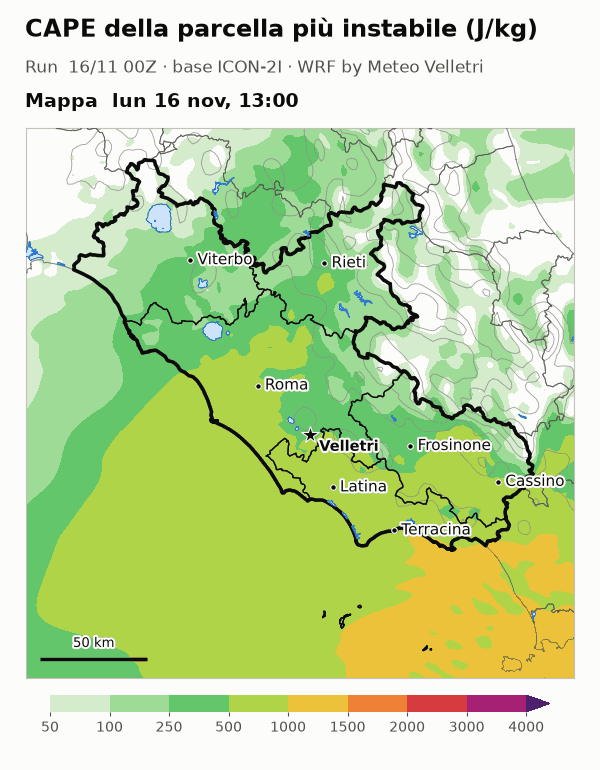 CAPE della parcella più instabile (J/kg)
Run  16/11 00Z · base ICON-2I · WRF by Meteo Velletri
Mappa  lun 16 nov, 13:00
Viterbo
Rieti
Roma
Velletri
Frosinone
Cassino
Latina
Terracina
50 km
50 100 250 500 1000 1500 2000 3000 4000